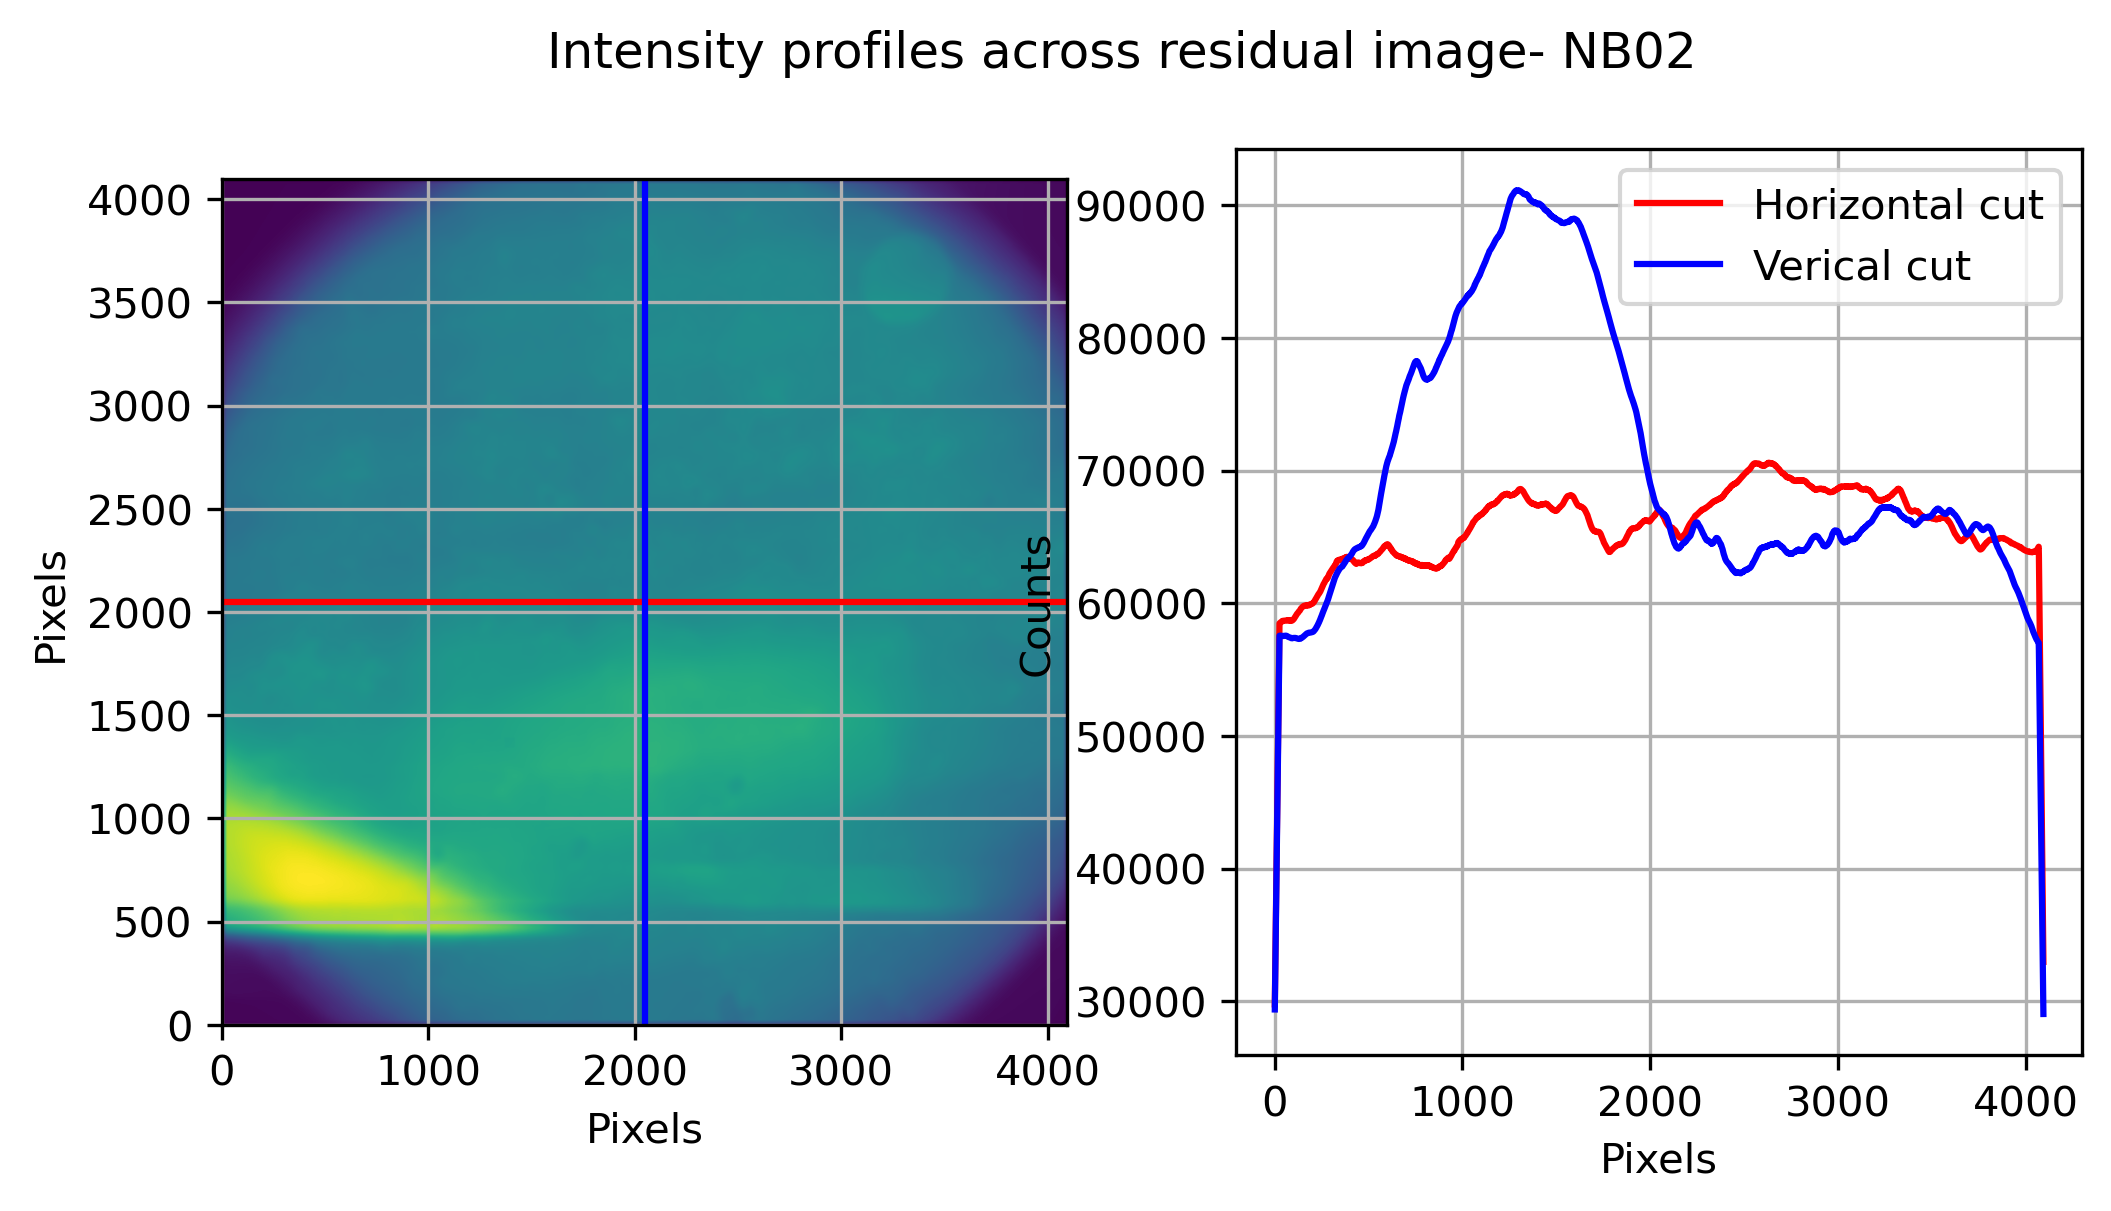 Intensity profiles across residual image- NB02
4000
3500
3000
2500
2000
1500
1000
500
0
Pixels
0 1000 2000 3000 4000
Pixels
90000
80000
70000
60000
50000
40000
30000
Counts
Horizontal cut
Verical cut
0 1000 2000 3000 4000
Pixels